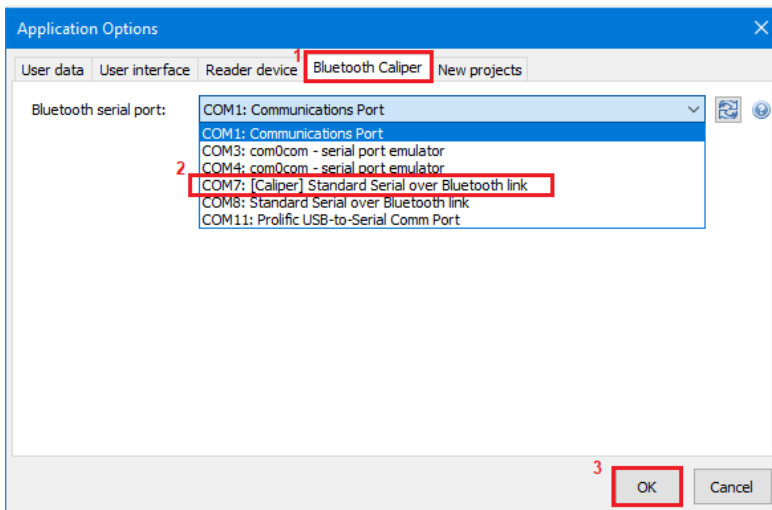 Application Options
1
User data User interface Reader device Bluetooth Caliper New projects
Bluetooth serial port: COM1: Communications Port
COM1: Communications Port
COM3: com0com - serial port emulator
COM4: com0com - serial port emulator
2
COM7: [Caliper] Standard Serial over Bluetooth link
COM8: Standard Serial over Bluetooth link
COM11: Prolific USB-to-Serial Comm Port
3
OK Cancel